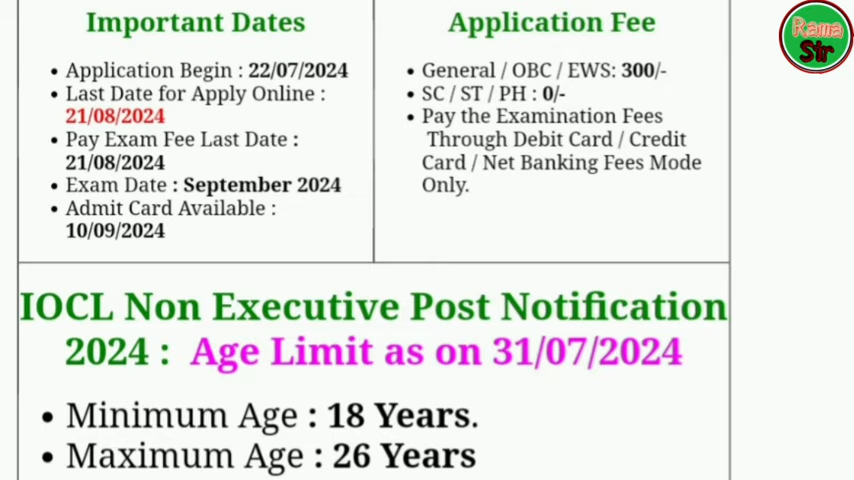 Important Dates
• Application Begin : 22/07/2024
• Last Date for Apply Online :
21/08/2024
• Pay Exam Fee Last Date :
21/08/2024
• Exam Date : September 2024
• Admit Card Available :
10/09/2024
Application Fee
• General / OBC / EWS: 300/-
• SC / ST / PH : 0/-
• Pay the Examination Fees
Through Debit Card / Credit
Card / Net Banking Fees Mode
Only.
Rama
Sir
IOCL Non Executive Post Notification
2024 : Age Limit as on 31/07/2024
• Minimum Age : 18 Years.
• Maximum Age : 26 Years